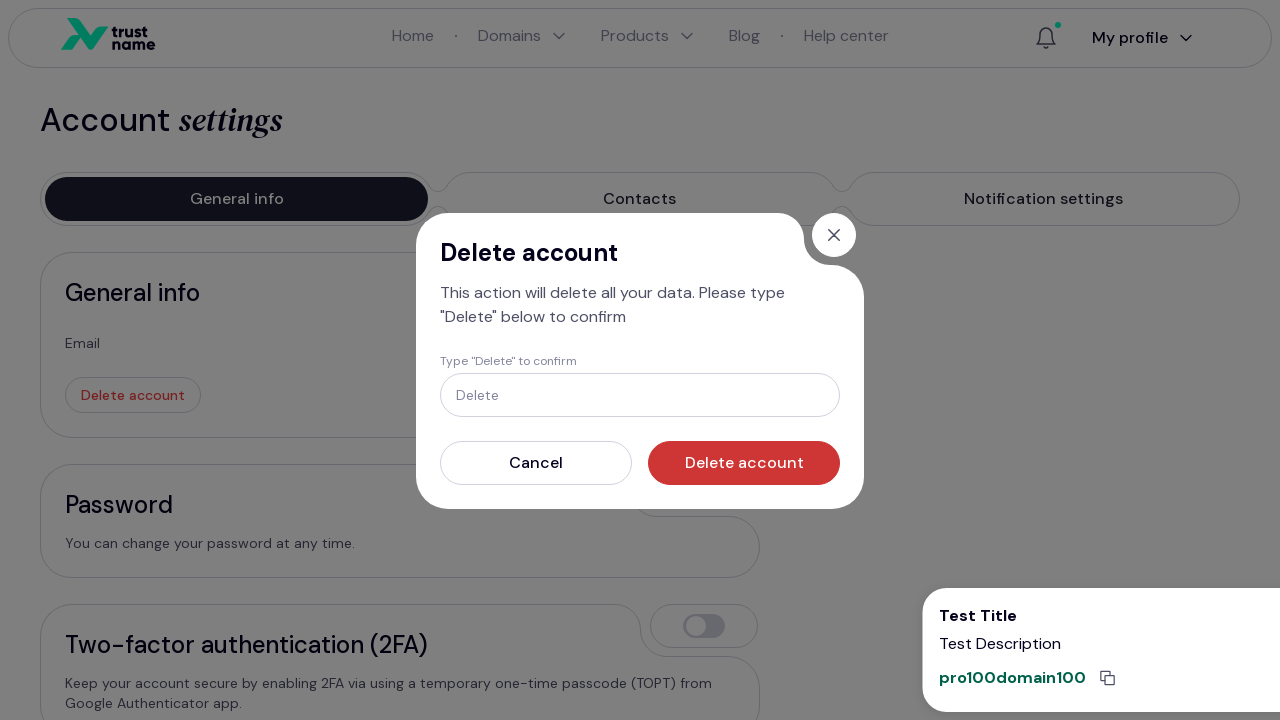 trust
name
Home · Domains Products Blog · Help center
My profile
Account settings
General info
Contacts
Notification settings
General info
Email
Delete account
Delete account
This action will delete all your data. Please type
"Delete" below to confirm
Type "Delete" to confirm
Delete
Cancel
Delete account
Password
You can change your password at any time.
Two-factor authentication (2FA)
Keep your account secure by enabling 2FA via using a temporary one-time passcode (TOPT) from
Google Authenticator app.
Test Title
Test Description
pro100domain100